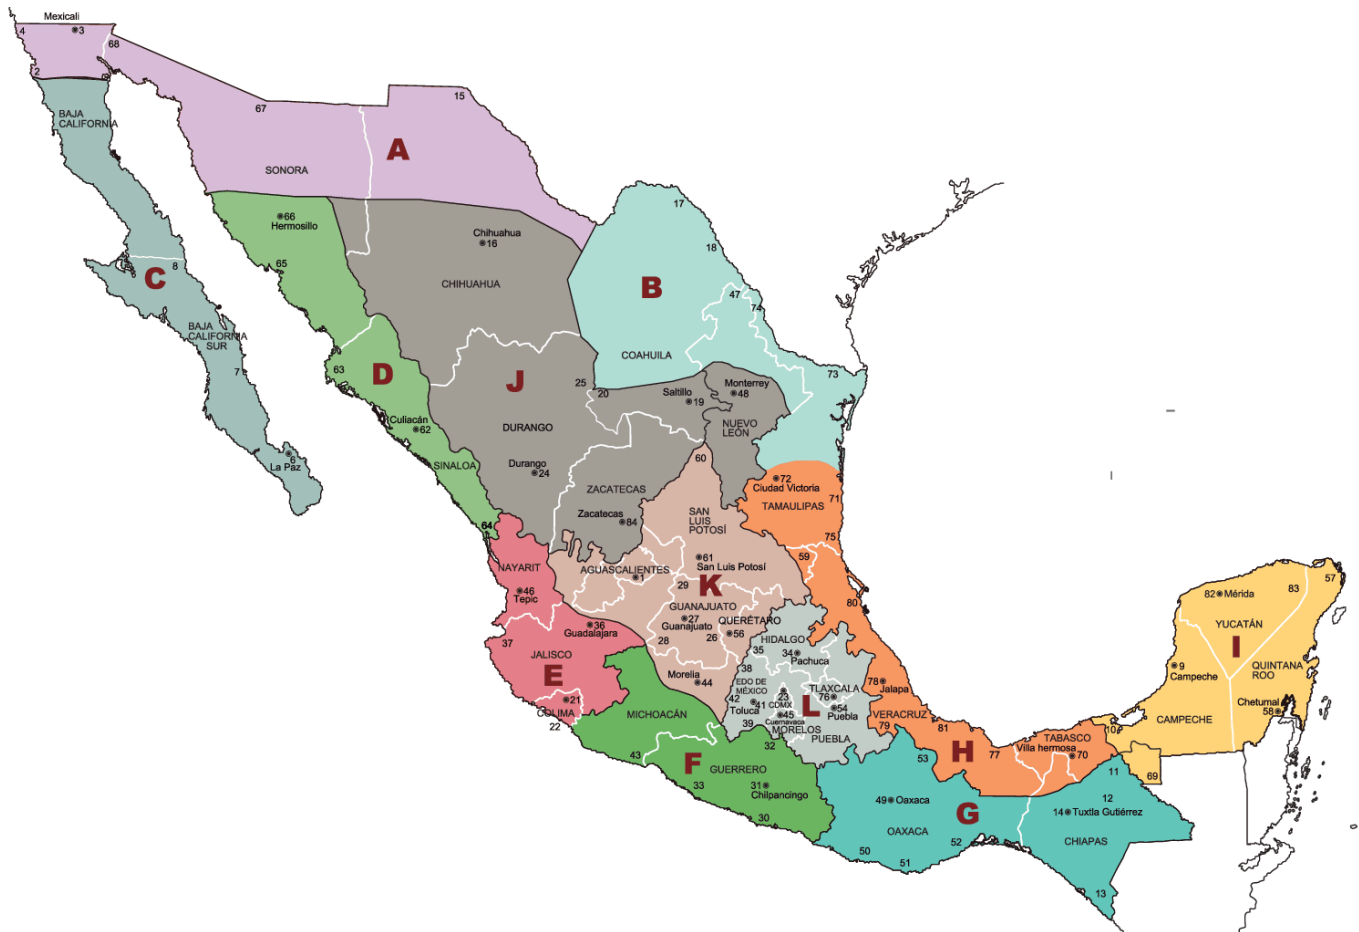 Mexicali
4
3
68
2
15
67
BAJA
CALIFORNIA
A
SONORA
17
66
Hermosillo
Chihuahua
16
18
65
C
8
CHIHUAHUA
B
47
74
BAJA
CALIFORNIA
SUR
7
COAHUILA
63
D
J
25
20
73
Monterrey
48
Saltillo
19
Culiacán
62
DURANGO
NUEVO
LEÓN
6
La Paz
SINALOA
Durango
24
60
72
Ciudad Victoria
ZACATECAS
71
TAMAULIPAS
SAN
LUIS
POTOSÍ
Zacatecas
84
64
75
59
61
San Luis Potosí
NAYARIT
AGUASCALIENTES
1
K
29
46
Tepic
80
GUANAJUATO
27
Guanajuato
QUERÉTARO
56
26
28
36
Guadalajara
37
JALISCO
E
HIDALGO
35
34
Pachuca
38
Morelia
44
EDO DE
MÉXICO
42
41
Toluca
39
23
CDMX
45
Cuernavaca
MORELOS
TLAXCALA
76
54
Puebla
L
PUEBLA
78
Jalapa
VERACRUZ
79
21
COLIMA
22
MICHOACÁN
43
F
GUERRERO
32
33
31
Chilpancingo
30
53
81
H
77
TABASCO
Villa hermosa
70
49
Oaxaca
G
OAXACA
50
51
52
11
12
14
Tuxtla Gutiérrez
CHIAPAS
13
57
83
82
Mérida
YUCATÁN
I
9
Campeche
QUINTANA
ROO
Chetumal
58
CAMPECHE
10
69